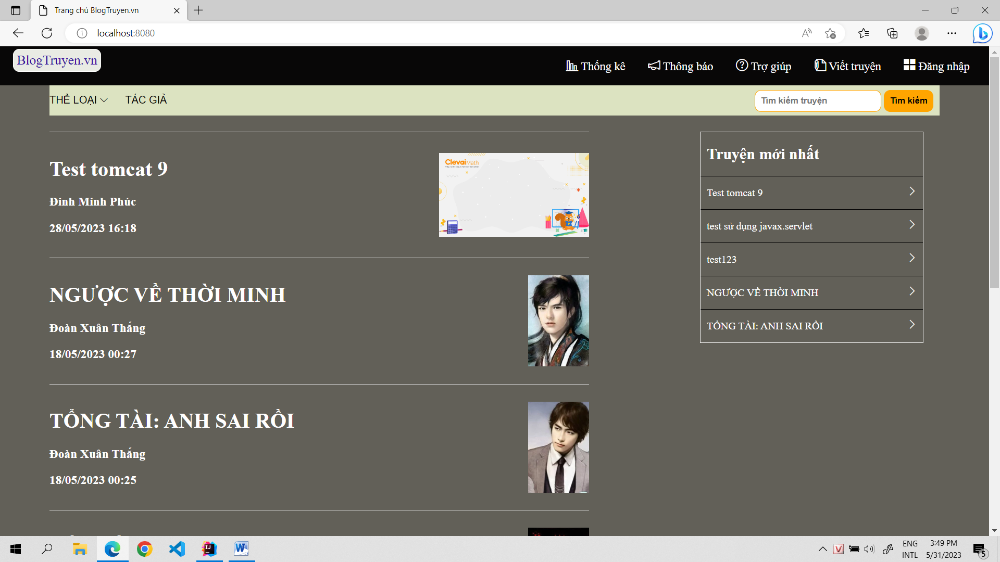 Trang chủ BlogTruyen.vn
localhost:8080
BlogTruyen.vn
Thống kê
Thông báo
Trợ giúp
Viết truyện
Đăng nhập
THỂ LOẠI
TÁC GIẢ
Tìm kiếm truyện
Tìm kiếm
Test tomcat 9
Đinh Minh Phúc
28/05/2023 16:18
ClevaiMath
NGƯỢC VỀ THỜI MINH
Đoàn Xuân Thắng
18/05/2023 00:27
TỔNG TÀI: ANH SAI RỒI
Đoàn Xuân Thắng
18/05/2023 00:25
Truyện mới nhất
Test tomcat 9
test sử dụng javax.servlet
test123
NGƯỢC VỀ THỜI MINH
TỔNG TÀI: ANH SAI RỒI
ENG
INTL
3:49 PM
5/31/2023
5